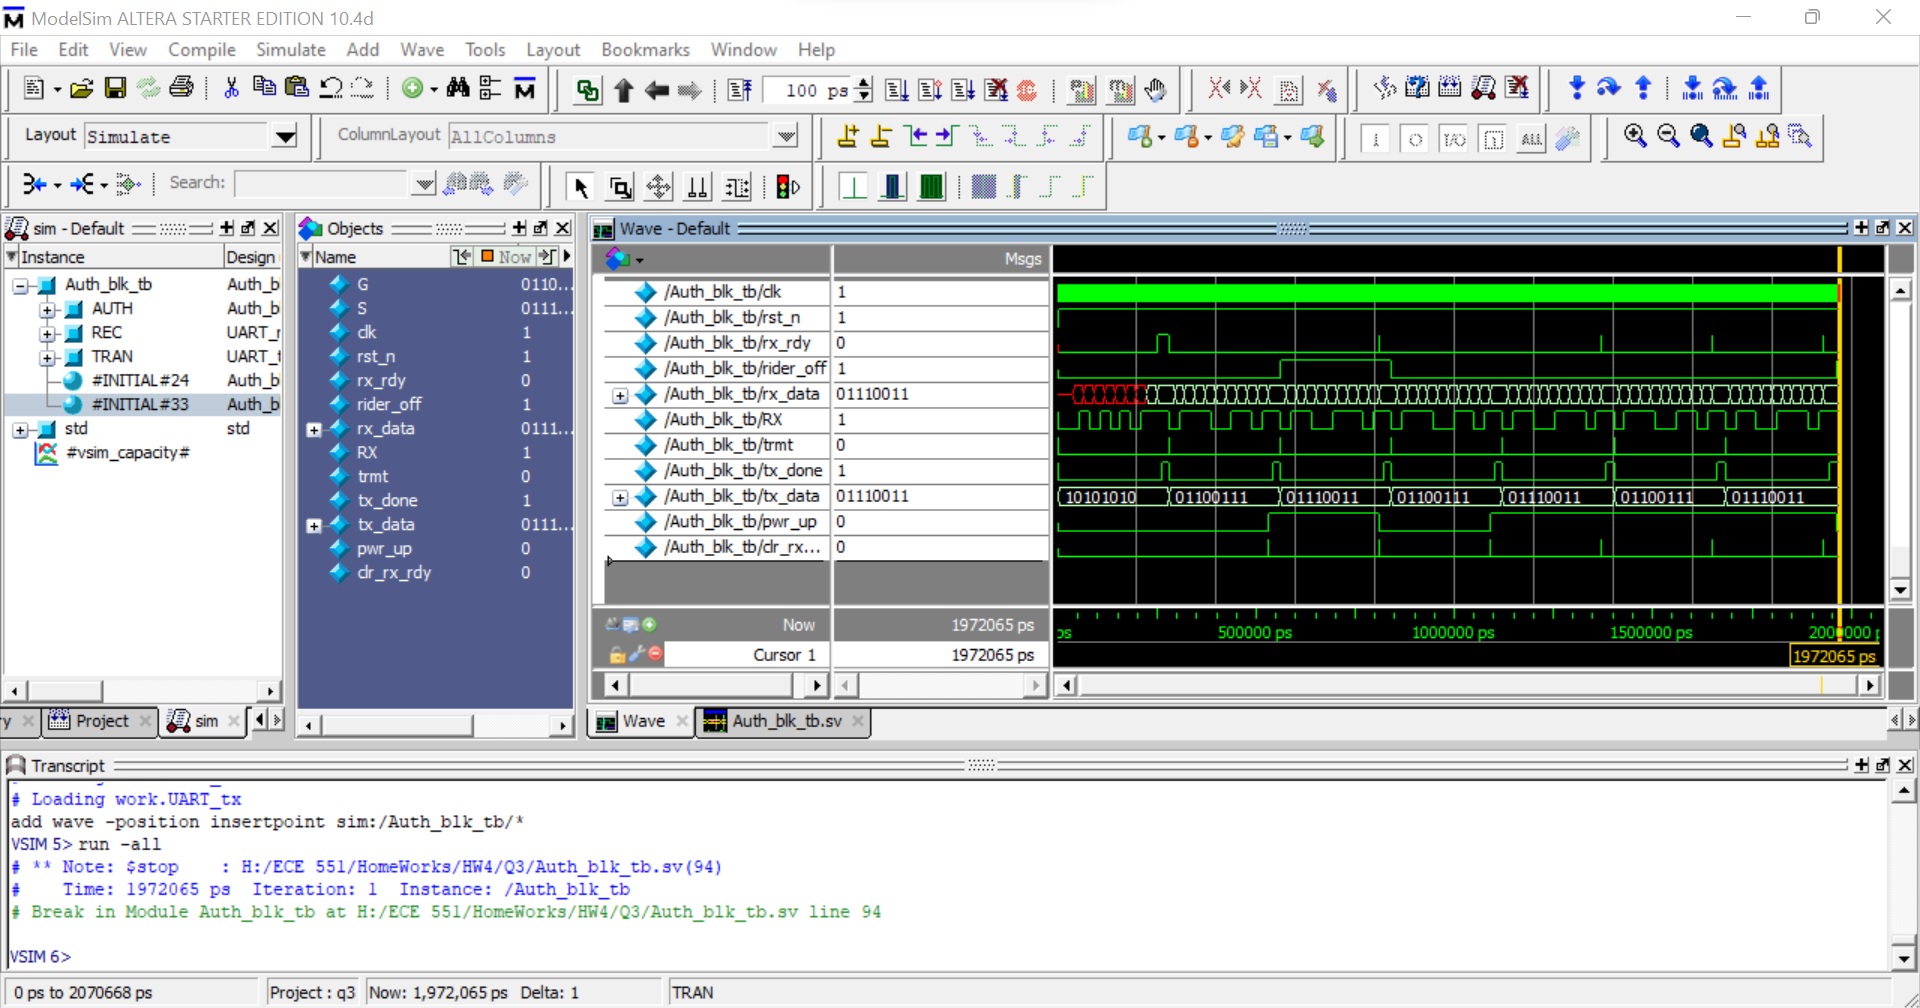 ModelSim ALTERA STARTER EDITION 10.4d
File Edit View Compile Simulate Add Wave Tools Layout Bookmarks Window Help
100 ps
Layout Simulate
ColumnLayout AllColumns
Search:
sim - Default
Instance Design
Auth_blk_tb Auth_b
AUTH Auth_b
REC UART_r
TRAN UART_t
#INITIAL#24 Auth_b
#INITIAL#33 Auth_b
std std
#vsim_capacity#
Objects
Name Now
G 0110...
S 0111...
clk 1
rst_n 1
rx_rdy 0
rider_off 1
rx_data 0111...
RX 1
trmt 0
tx_done 1
tx_data 0111...
pwr_up 0
clr_rx_rdy 0
Wave - Default
Msgs
/Auth_blk_tb/clk 1
/Auth_blk_tb/rst_n 1
/Auth_blk_tb/rx_rdy 0
/Auth_blk_tb/rider_off 1
/Auth_blk_tb/rx_data 01110011
/Auth_blk_tb/RX 1
/Auth_blk_tb/trmt 0
/Auth_blk_tb/tx_done 1
/Auth_blk_tb/tx_data 01110011 10101010 01100111 01110011 01100111 01110011 01100111 01110011
/Auth_blk_tb/pwr_up 0
/Auth_blk_tb/clr_rx... 0
Now 1972065 ps
ps 500000 ps 1000000 ps 1500000 ps 2000000 p
Cursor 1 1972065 ps 1972065 ps
ry Project sim
Wave Auth_blk_tb.sv
Transcript
# Loading work.UART_tx
add wave -position insertpoint sim:/Auth_blk_tb/*
VSIM 5> run -all
# ** Note: $stop : H:/ECE 551/HomeWorks/HW4/Q3/Auth_blk_tb.sv(94)
# Time: 1972065 ps Iteration: 1 Instance: /Auth_blk_tb
# Break in Module Auth_blk_tb at H:/ECE 551/HomeWorks/HW4/Q3/Auth_blk_tb.sv line 94
VSIM 6>
0 ps to 2070668 ps Project : q3 Now: 1,972,065 ps Delta: 1 TRAN